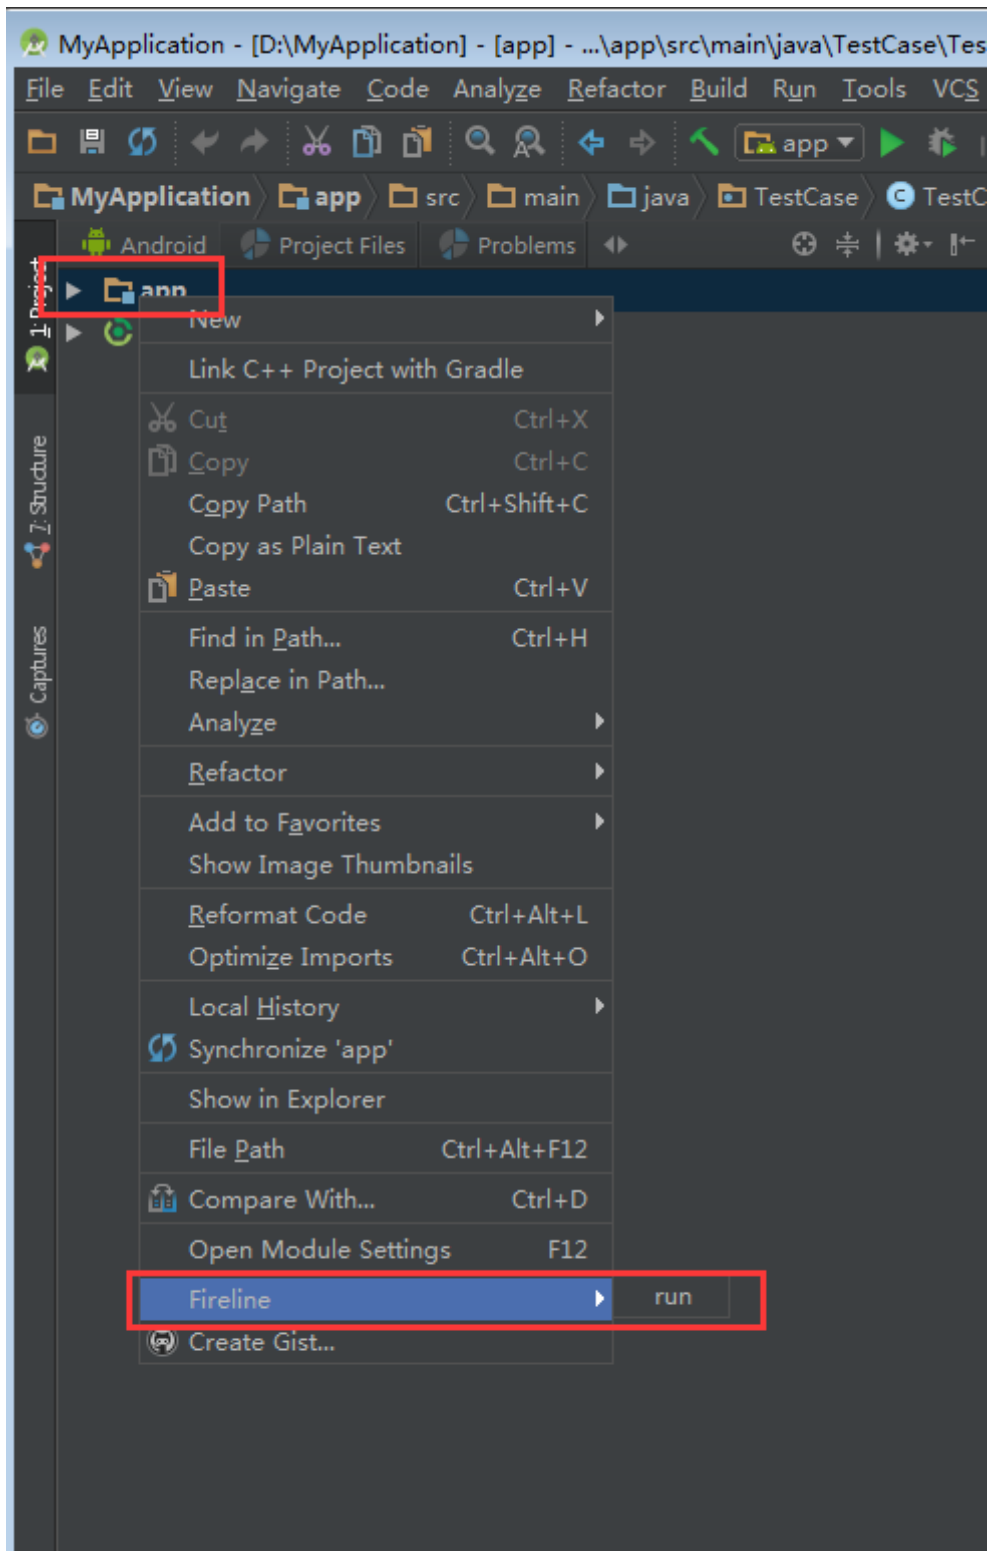 MyApplication - [D:\MyApplication] - [app] - ...\app\src\main\java\TestCase\Tes
File Edit View Navigate Code Analyze Refactor Build Run Tools VCS
app
MyApplication app src main java TestCase TestC
Android Project Files Problems
1: Project
app
New
Link C++ Project with Gradle
Cut Ctrl+X
Copy Ctrl+C
Copy Path Ctrl+Shift+C
Copy as Plain Text
Paste Ctrl+V
Find in Path... Ctrl+H
Replace in Path...
Analyze
Refactor
Add to Favorites
Show Image Thumbnails
Reformat Code Ctrl+Alt+L
Optimize Imports Ctrl+Alt+O
Local History
Synchronize 'app'
Show in Explorer
File Path Ctrl+Alt+F12
Compare With... Ctrl+D
Open Module Settings F12
Fireline run
Create Gist...
7: Structure
Captures